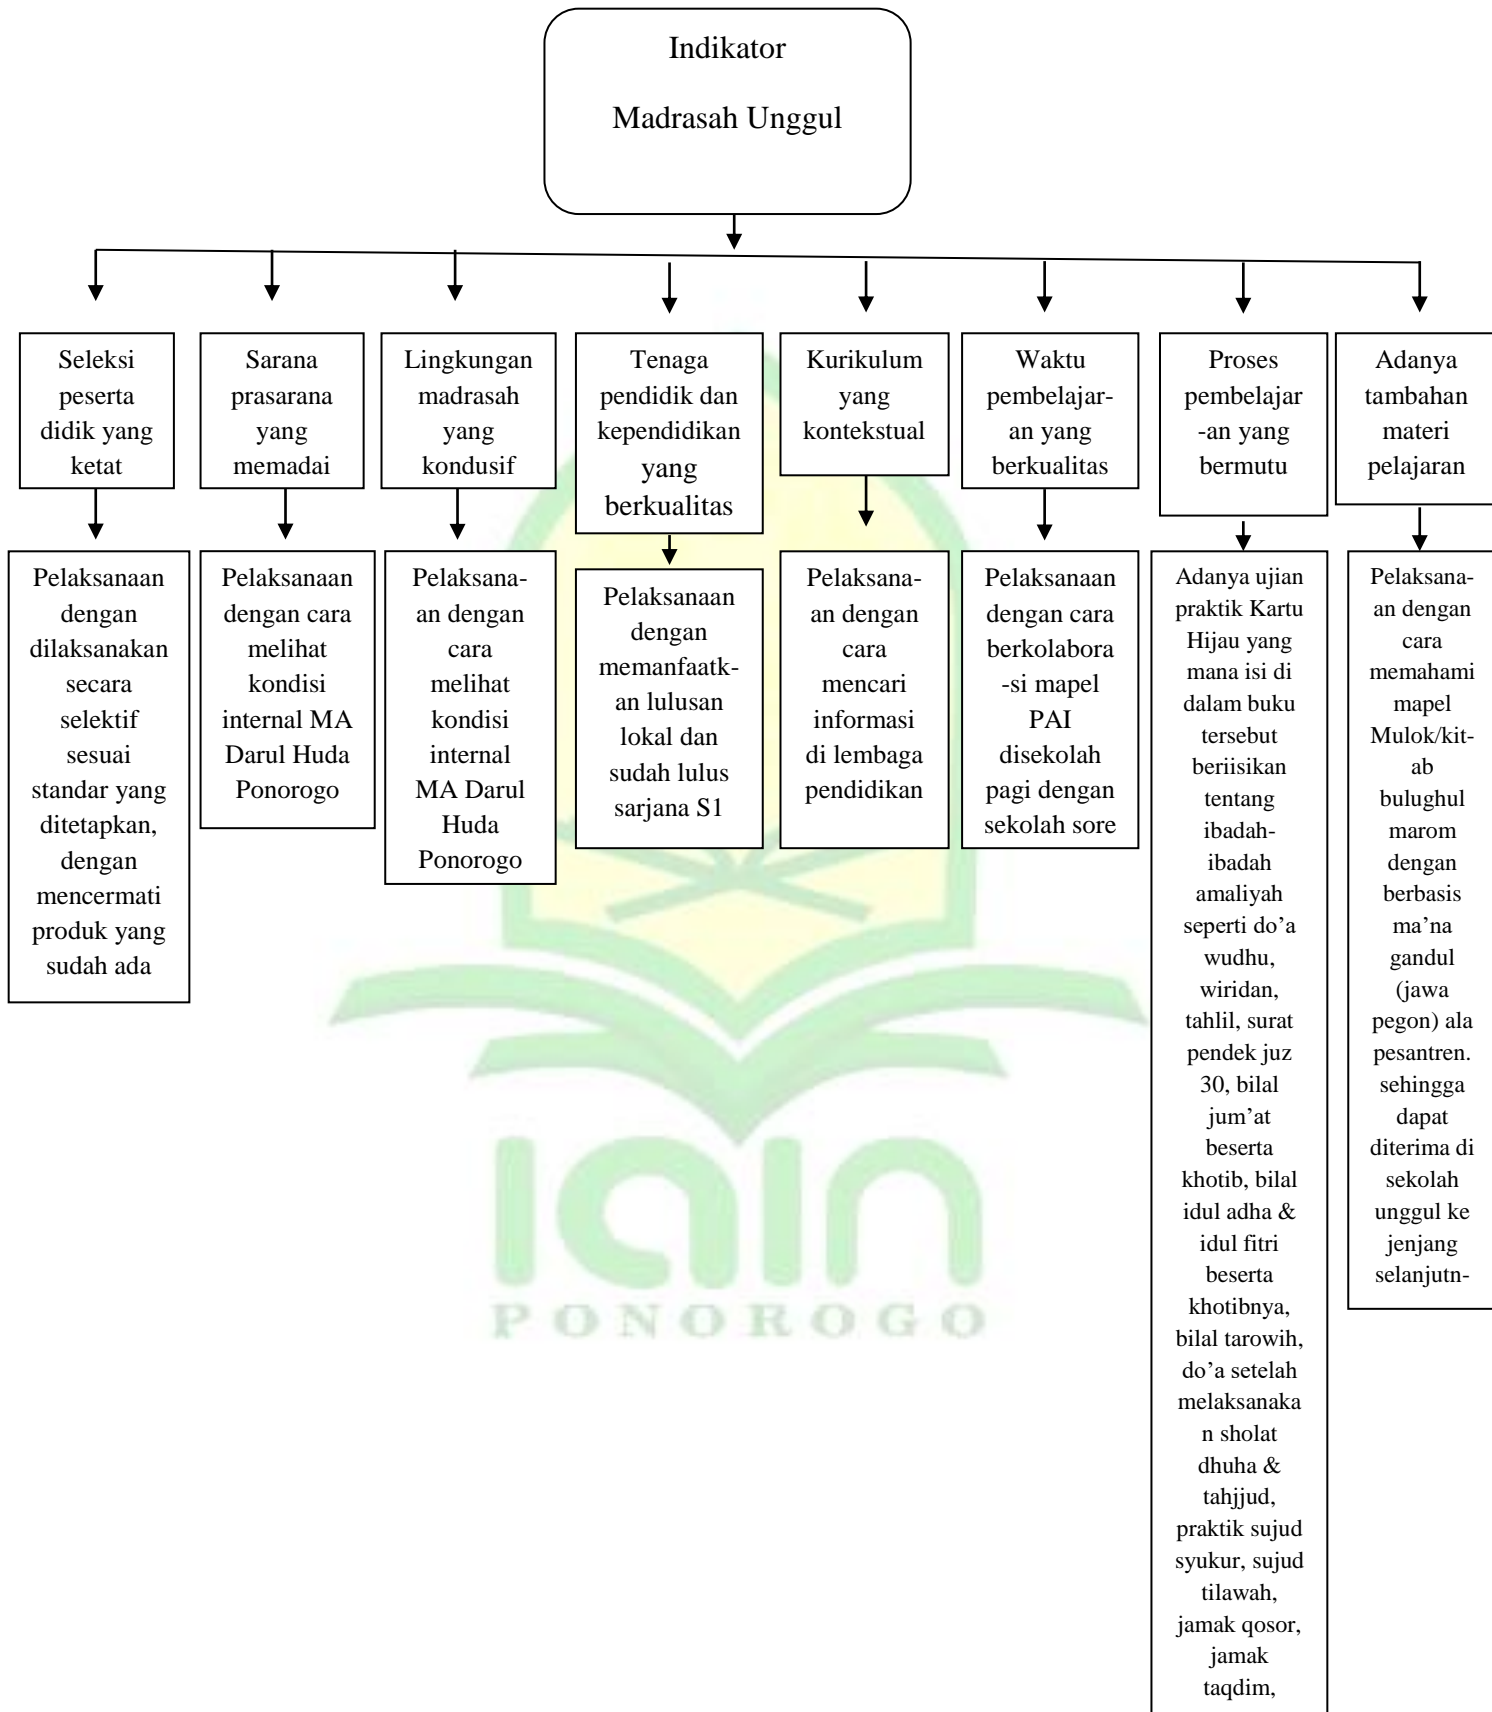 Indikator
Madrasah Unggul
Seleksi
peserta
didik yang
ketat
Sarana
prasarana
yang
memadai
Lingkungan
madrasah
yang
kondusif
Tenaga
pendidik dan
kependidikan
yang
berkualitas
Kurikulum
yang
kontekstual
Waktu
pembelajar-
an yang
berkualitas
Proses
pembelajar
-an yang
bermutu
Adanya
tambahan
materi
pelajaran
Pelaksanaan
dengan
dilaksanakan
secara
selektif
sesuai
standar yang
ditetapkan,
dengan
mencermati
produk yang
sudah ada
Pelaksanaan
dengan cara
melihat
kondisi
internal MA
Darul Huda
Ponorogo
Pelaksana-
an dengan
cara
melihat
kondisi
internal
MA Darul
Huda
Ponorogo
Pelaksanaan
dengan
memanfaatk-
an lulusan
lokal dan
sudah lulus
sarjana S1
Pelaksana-
an dengan
cara
mencari
informasi
di lembaga
pendidikan
Pelaksanaan
dengan cara
berkolabora
-si mapel
PAI
disekolah
pagi dengan
sekolah sore
Adanya ujian
praktik Kartu
Hijau yang
mana isi di
dalam buku
tersebut
beriisikan
tentang
ibadah-
ibadah
amaliyah
seperti do’a
wudhu,
wiridan,
tahlil, surat
pendek juz
30, bilal
jum’at
beserta
khotib, bilal
idul adha &
idul fitri
beserta
khotibnya,
bilal tarowih,
do’a setelah
melaksanaka
n sholat
dhuha &
tahjjud,
praktik sujud
syukur, sujud
tilawah,
jamak qosor,
jamak
taqdim,
Pelaksana-
an dengan
cara
memahami
mapel
Mulok/kit-
ab
bulughul
marom
dengan
berbasis
ma’na
gandul
(jawa
pegon) ala
pesantren.
sehingga
dapat
diterima di
sekolah
unggul ke
jenjang
selanjutn-
iain
PONOROGO